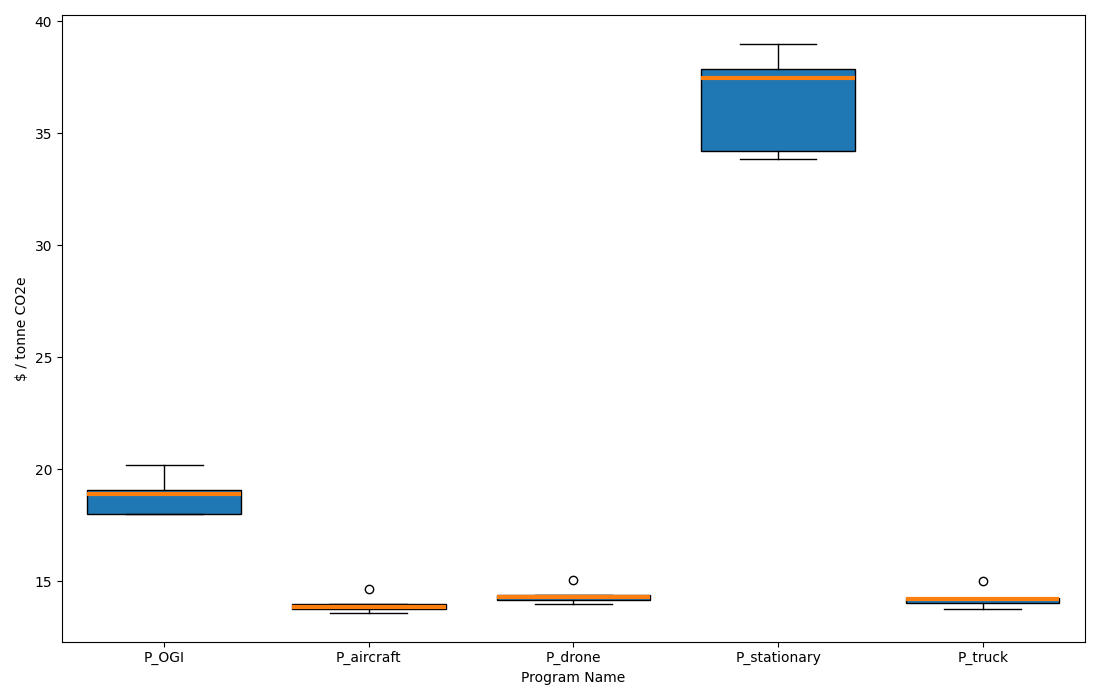 $ / tonne CO2e
40
35
30
25
20
15
P_OGI
P_aircraft
P_drone
P_stationary
P_truck
Program Name